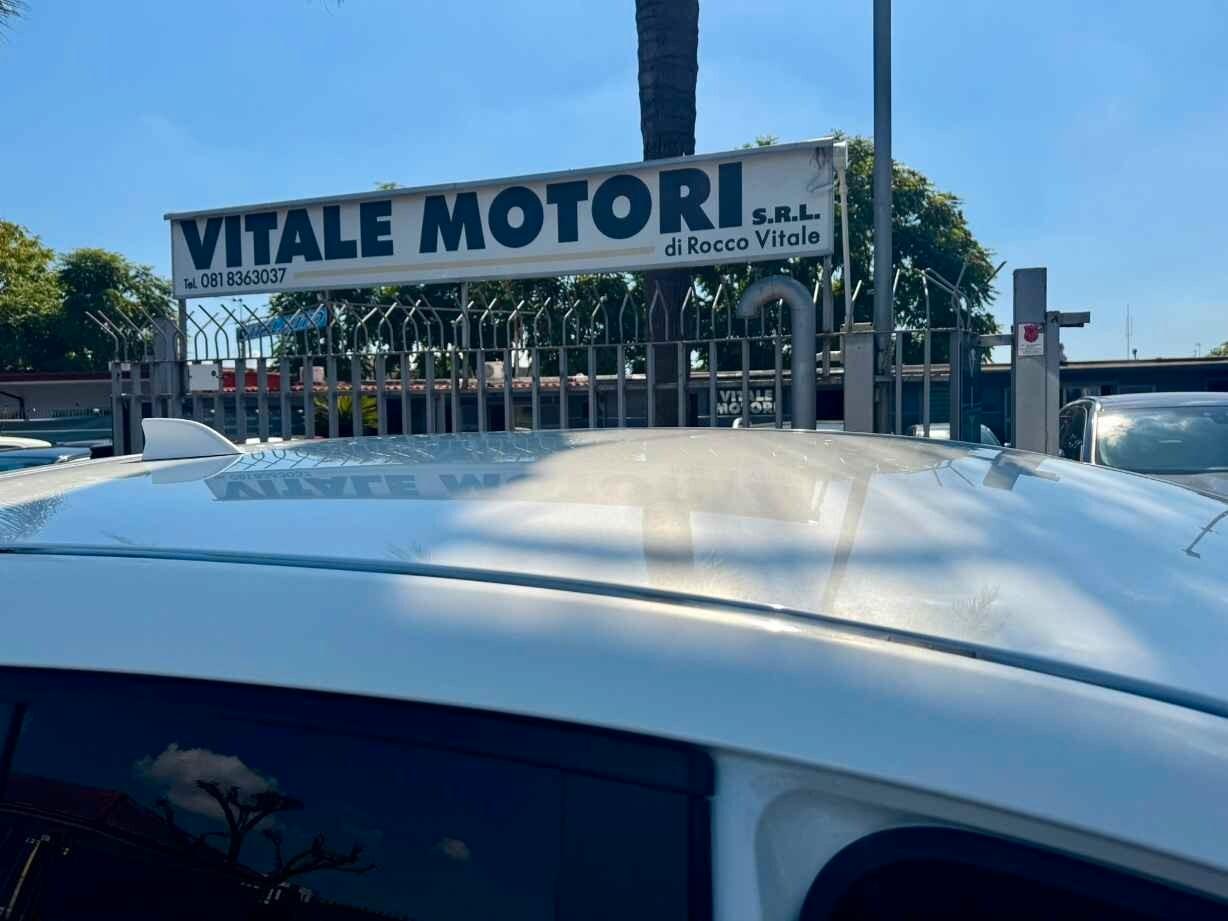 VITALE MOTORI S.R.L.
di Rocco Vitale
Tel. 081 8363037
VITALE
MOTORI